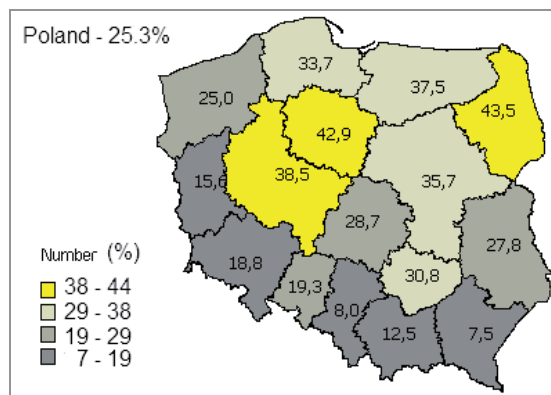 Poland - 25.3%
33,7
37,5
25,0
43,5
42,9
15,6
38,5
35,7
28,7
27,8
18,8
30,8
19,3
8,0
12,5
7,5
Number (%)
38 - 44
29 - 38
19 - 29
7 - 19